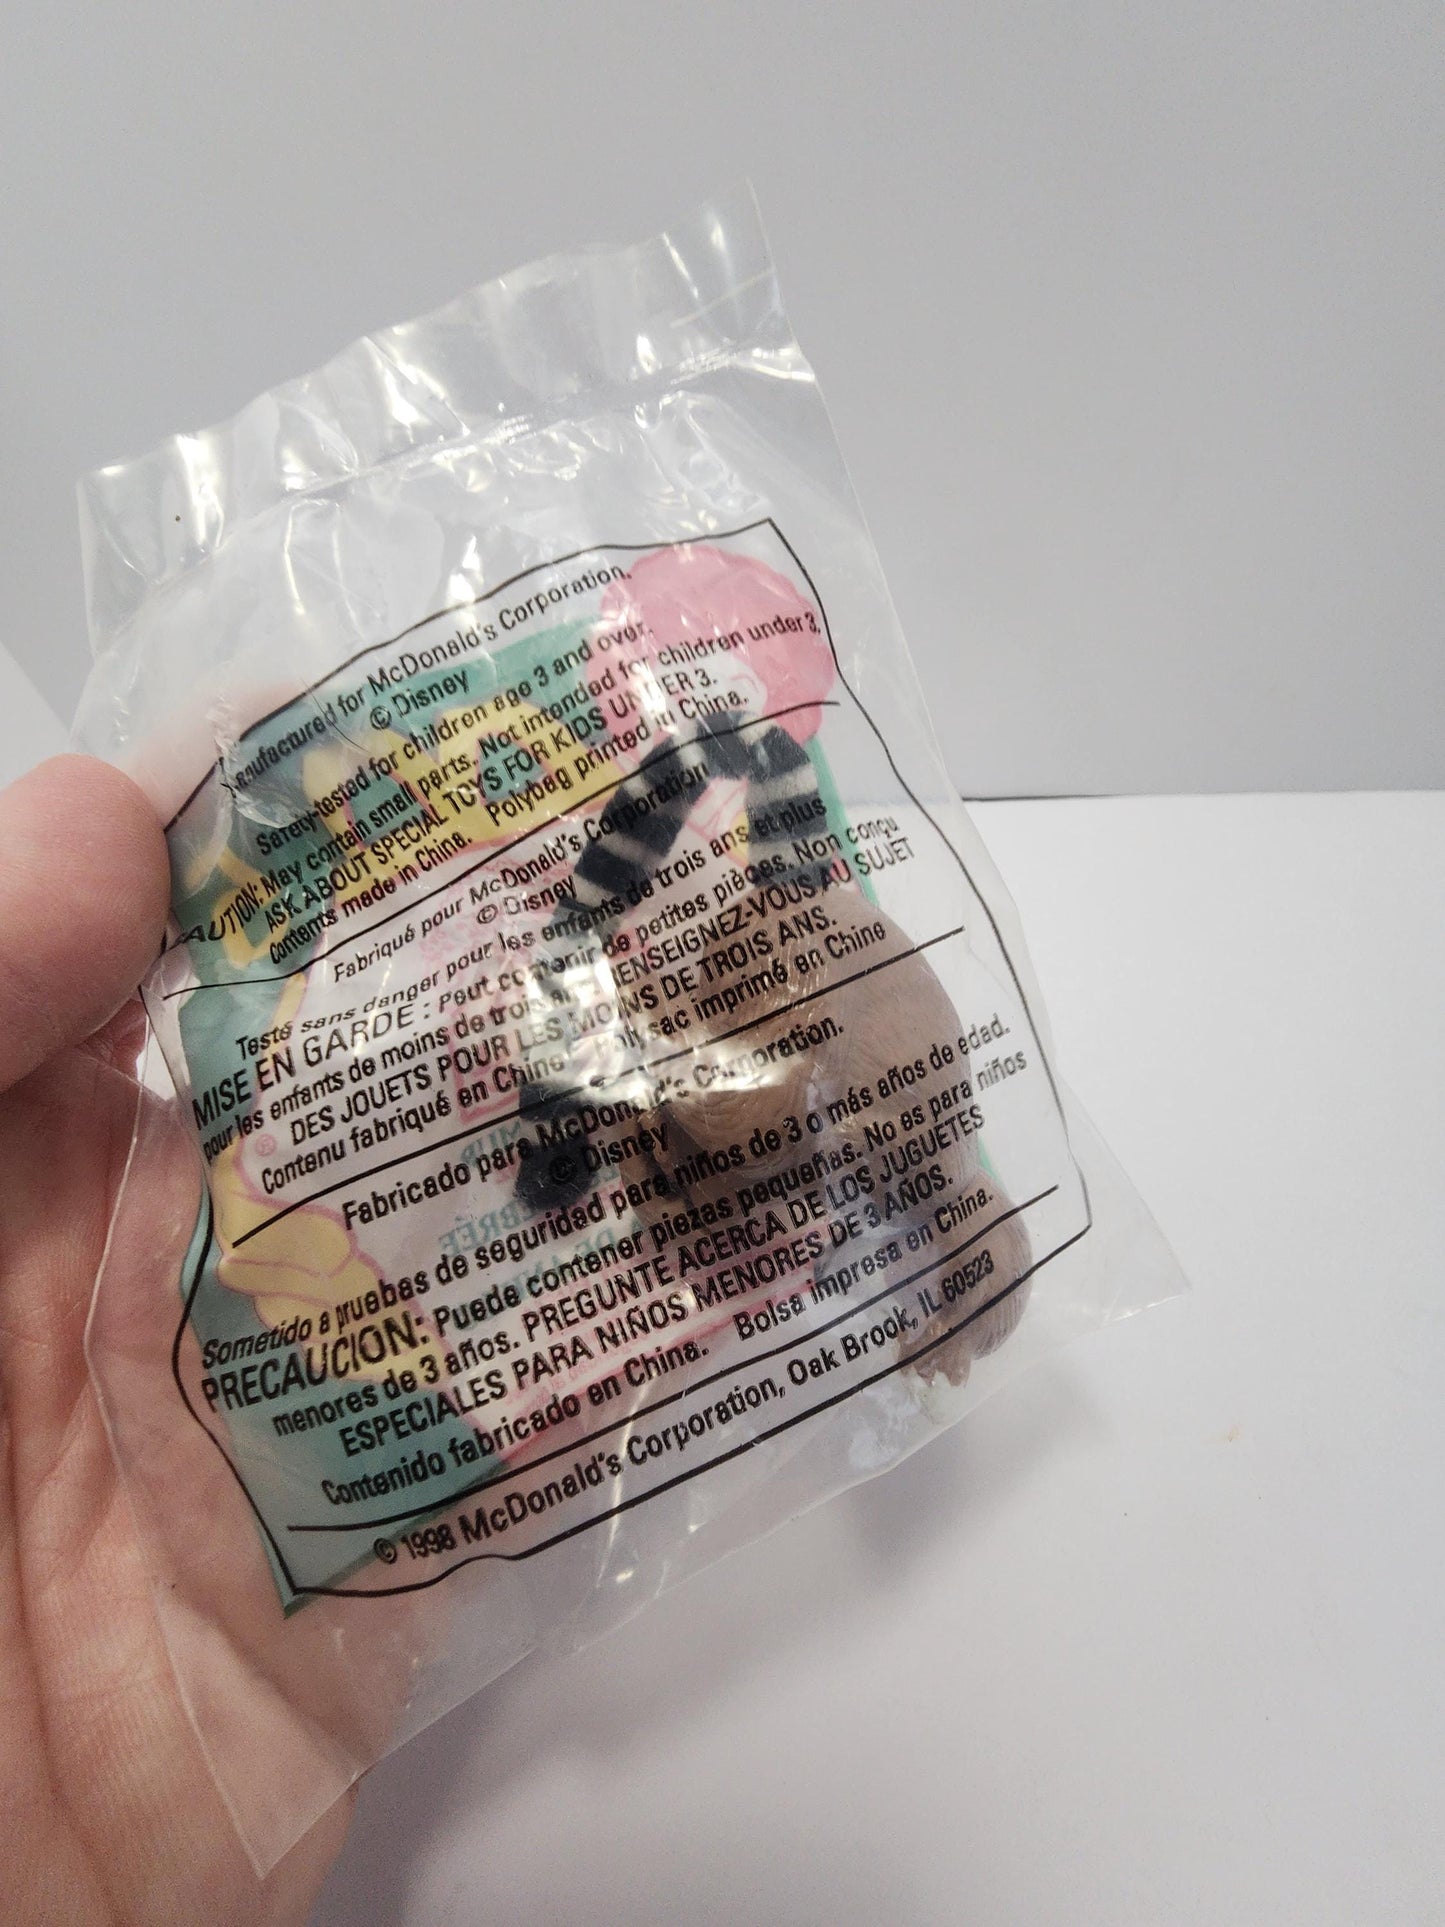 Manufactured for McDonald's Corporation.
© Disney
Safety-tested for children age 3 and over.
CAUTION: May contain small parts. Not intended for children under 3.
ASK ABOUT SPECIAL TOYS FOR KIDS UNDER 3.
Contents made in China. Polybag printed in China.
Fabriqué pour McDonald's Corporation
© Disney
Testé sans danger pour les enfants de trois ans et plus
MISE EN GARDE : Peut contenir de petites pièces. Non conçu
pour les enfants de moins de trois ans. RENSEIGNEZ-VOUS AU SUJET
DES JOUETS POUR LES MOINS DE TROIS ANS.
Contenu fabriqué en Chine Polysac imprimé en Chine
Fabricado para McDonald's Corporation.
© Disney
Sometido a pruebas de seguridad para niños de 3 o más años de edad.
PRECAUCION: Puede contener piezas pequeñas. No es para niños
menores de 3 años. PREGUNTE ACERCA DE LOS JUGUETES
ESPECIALES PARA NIÑOS MENORES DE 3 AÑOS.
Contenido fabricado en China. Bolsa impresa en China.
© 1998 McDonald's Corporation, Oak Brook, IL 60523